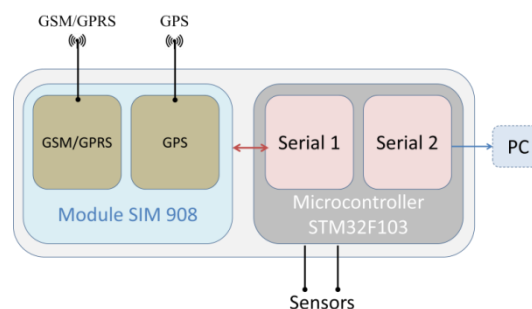 GSM/GPRS
GPS
GSM/GPRS
GPS
Serial 1
Serial 2
PC
Module SIM 908
Microcontroller
STM32F103
Sensors